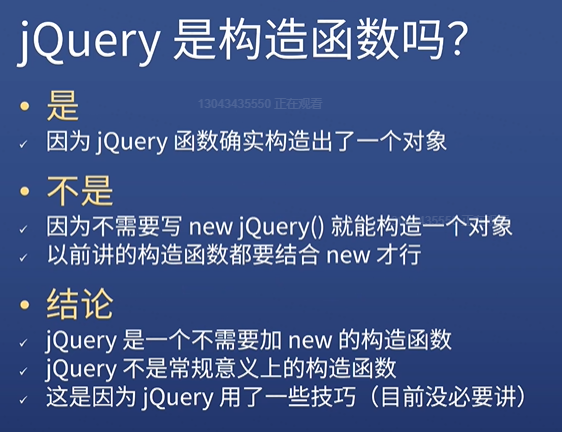 jQuery 是构造函数吗?
• 是
13043435550 正在观看
✓ 因为 jQuery 函数确实构造出了一个对象
• 不是
✓ 因为不需要写 new jQuery() 就能构造一个对象
✓ 以前讲的构造函数都要结合 new 才行
• 结论
✓ jQuery 是一个不需要加 new 的构造函数
✓ jQuery 不是常规意义上的构造函数
✓ 这是因为 jQuery 用了一些技巧（目前没必要讲）